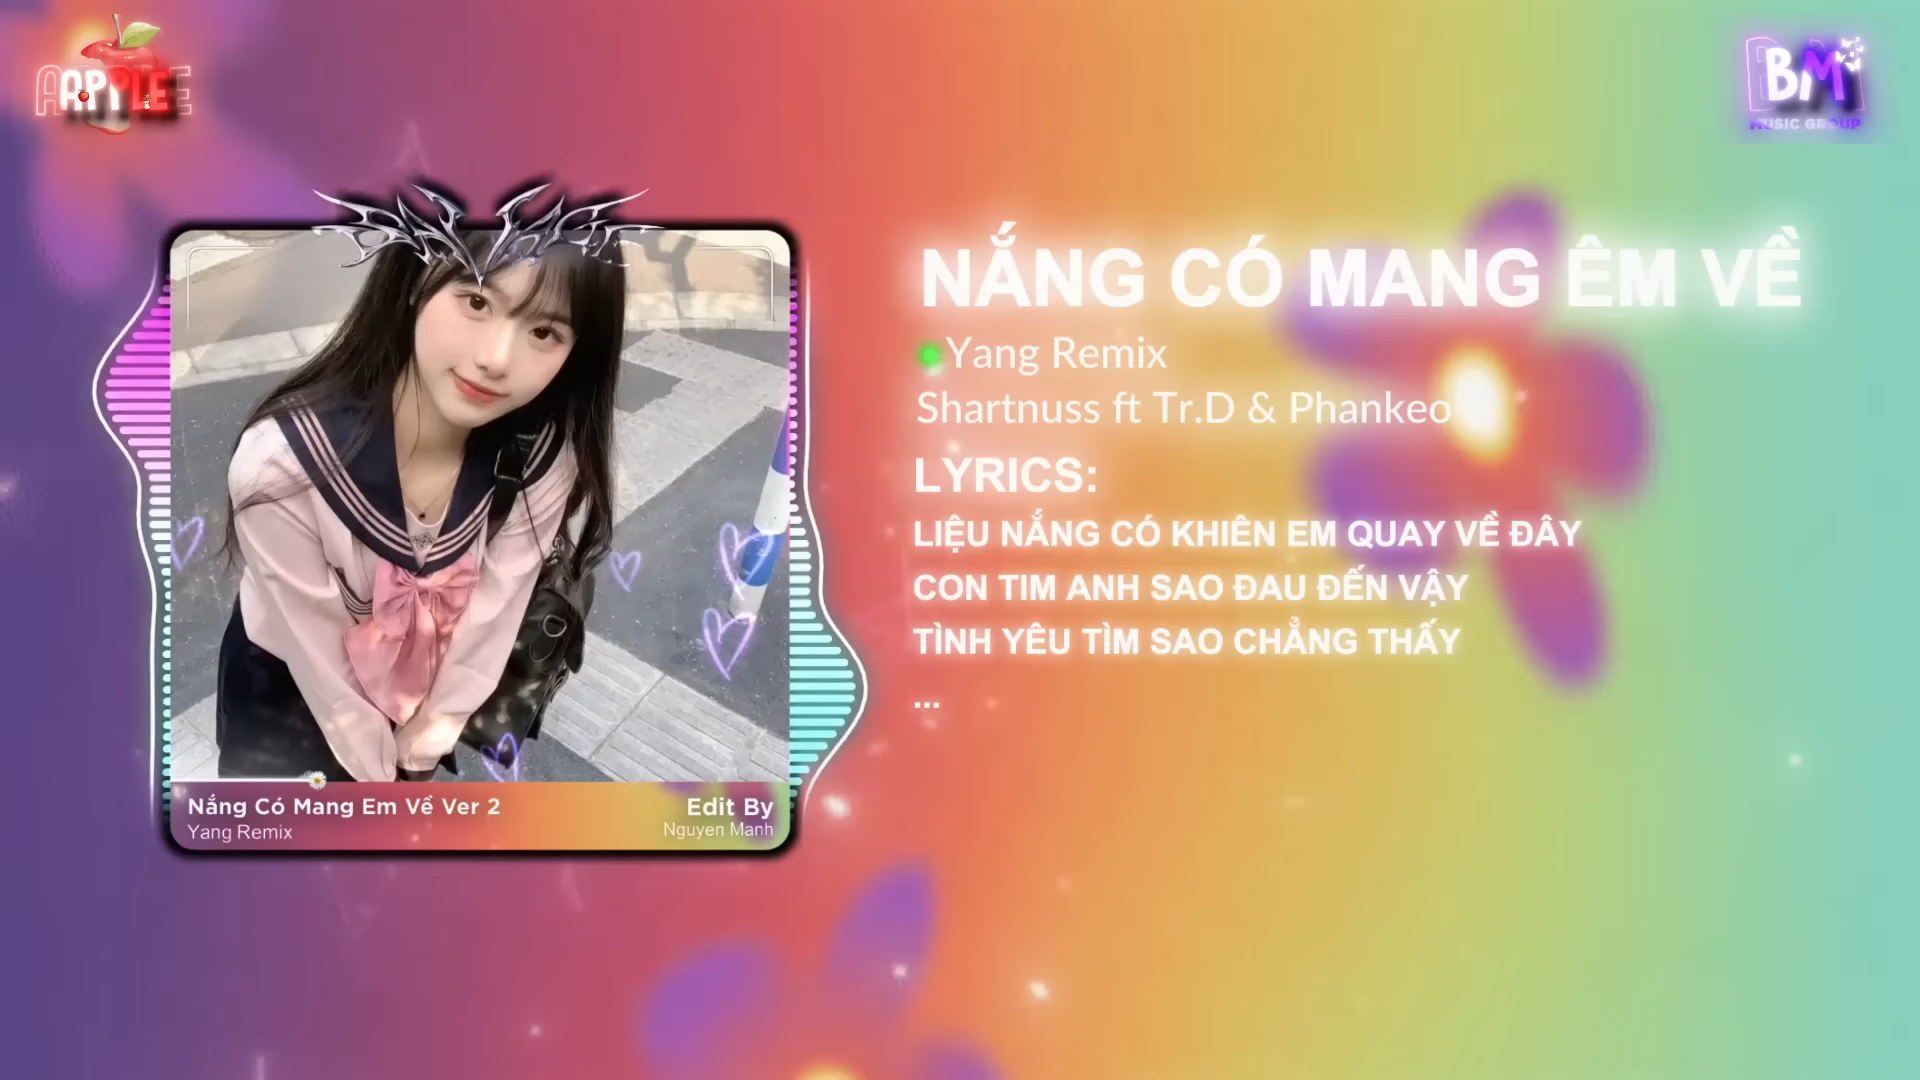 APPLE
BM
MUSIC GROUP
NẮNG CÓ MANG ÊM VỀ
Yang Remix
Shartnuss ft Tr.D & Phankeo
LYRICS:
LIỆU NẮNG CÓ KHIÊN EM QUAY VỀ ĐÂY
CON TIM ANH SAO ĐAU ĐẾN VẬY
TÌNH YÊU TÌM SAO CHẲNG THẤY
...
Nắng Có Mang Em Về Ver 2
Yang Remix
Edit By
Nguyen Manh